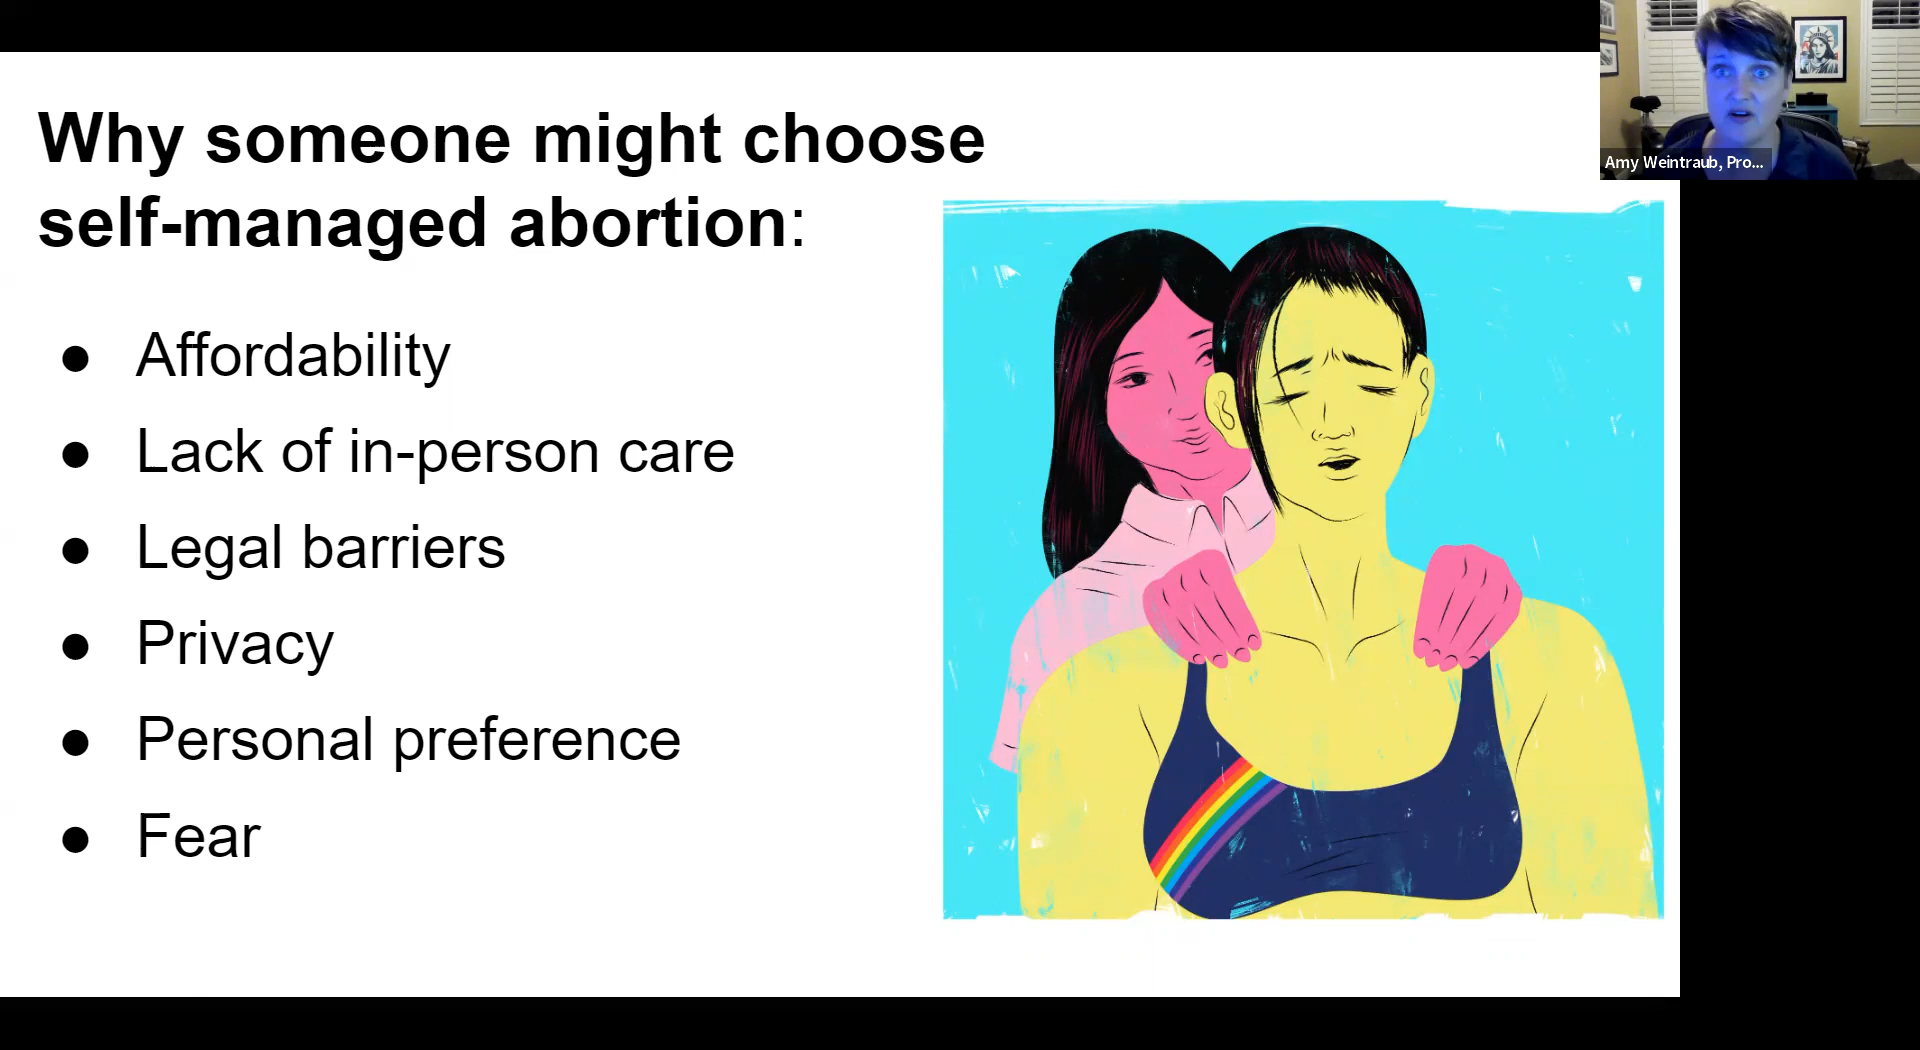 Why someone might choose
self-managed abortion:
● Affordability
● Lack of in-person care
● Legal barriers
● Privacy
● Personal preference
● Fear
Amy Weintraub, Pro...